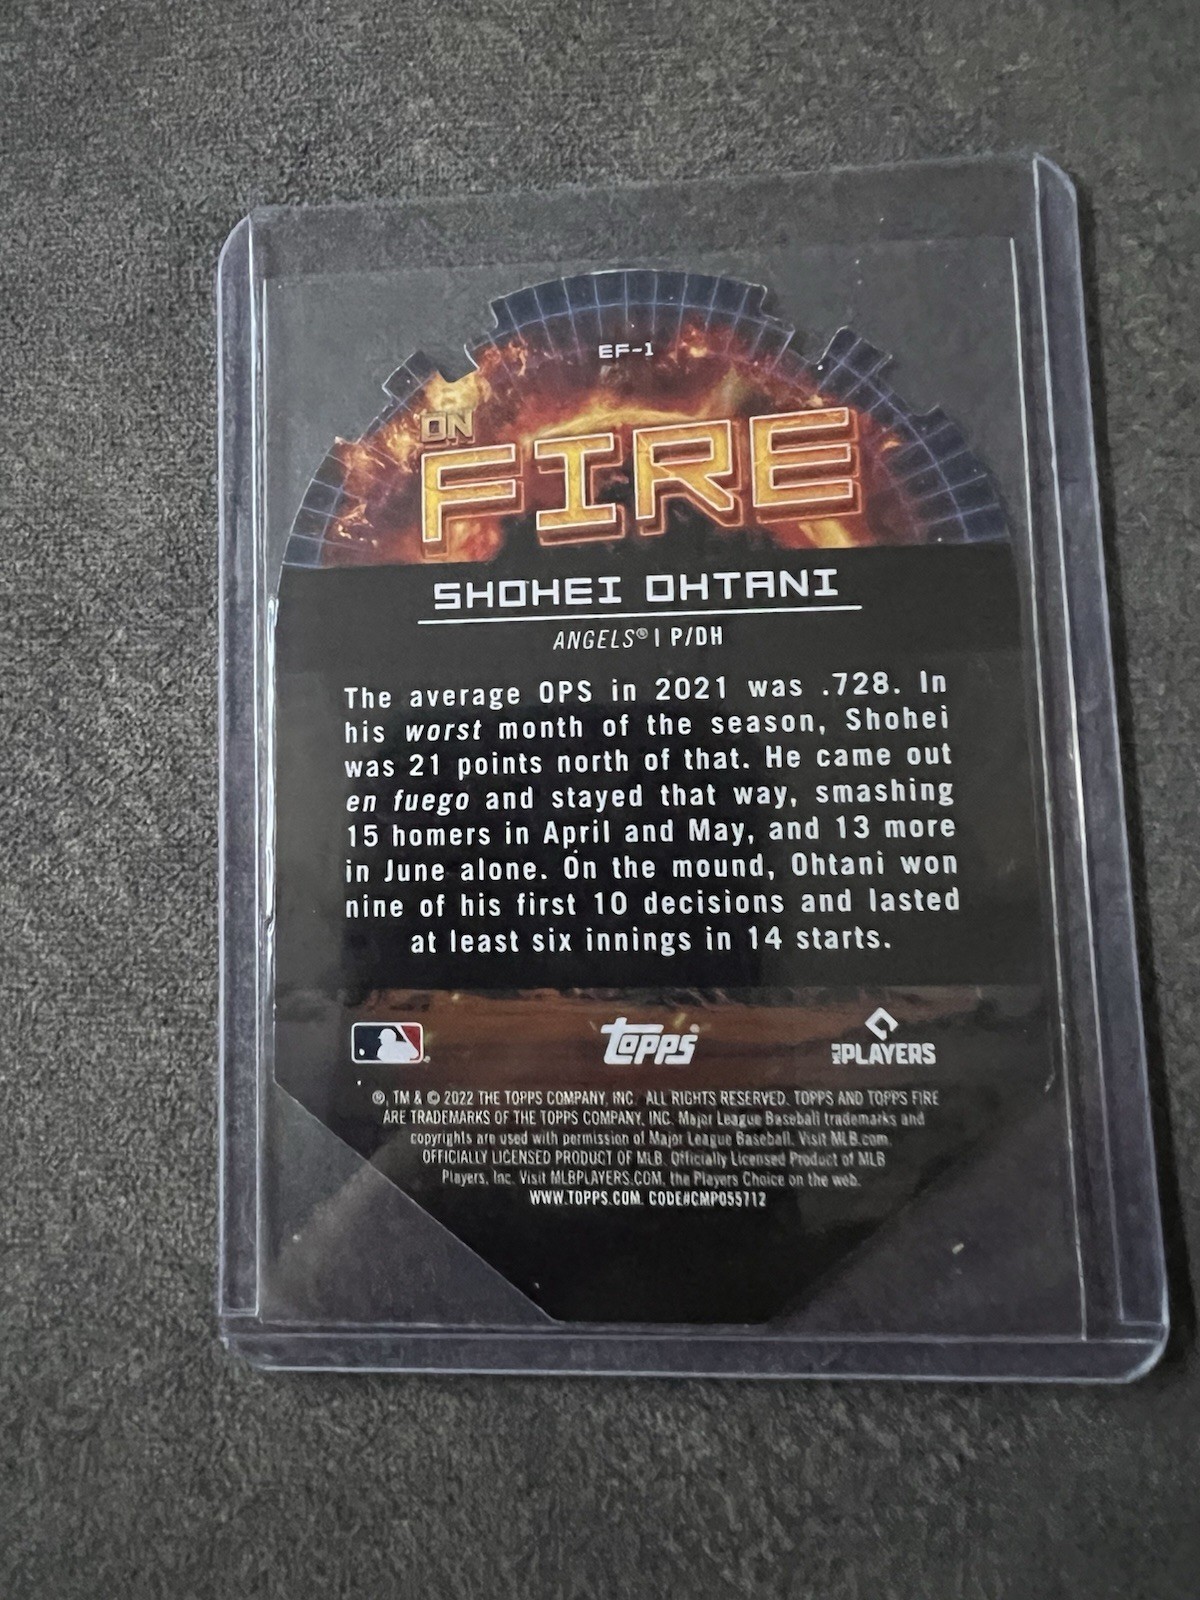 EF-1
ON
FIRE
SHOHEI OHTANI
ANGELS® | P/DH
The average OPS in 2021 was .728. In
his worst month of the season, Shohei
was 21 points north of that. He came out
en fuego and stayed that way, smashing
15 homers in April and May, and 13 more
in June alone. On the mound, Ohtani won
nine of his first 10 decisions and lasted
at least six innings in 14 starts.
topps®
MLB PLAYERS
®, TM & © 2022 THE TOPPS COMPANY, INC. ALL RIGHTS RESERVED. TOPPS AND TOPPS FIRE
ARE TRADEMARKS OF THE TOPPS COMPANY, INC. Major League Baseball trademarks and
copyrights are used with permission of Major League Baseball. Visit MLB.com.
OFFICIALLY LICENSED PRODUCT OF MLB Officially Licensed Product of MLB
Players, Inc. Visit MLBPLAYERS.COM, the Players Choice on the web.
WWW.TOPPS.COM. CODE#CMP055712